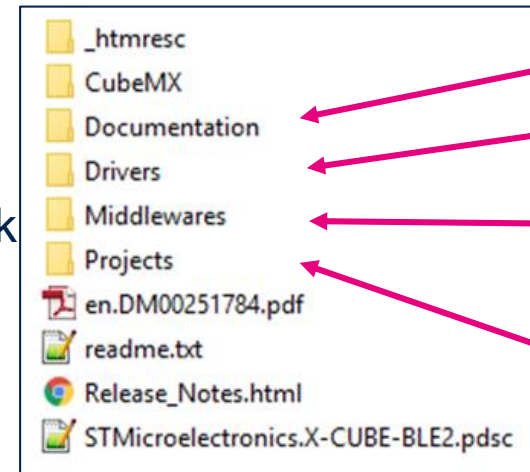 _htmresc
CubeMX
Documentation
Drivers
Middlewares
Projects
en.DM00251784.pdf
readme.txt
Release_Notes.html
STMicroelectronics.X-CUBE-BLE2.pdsc